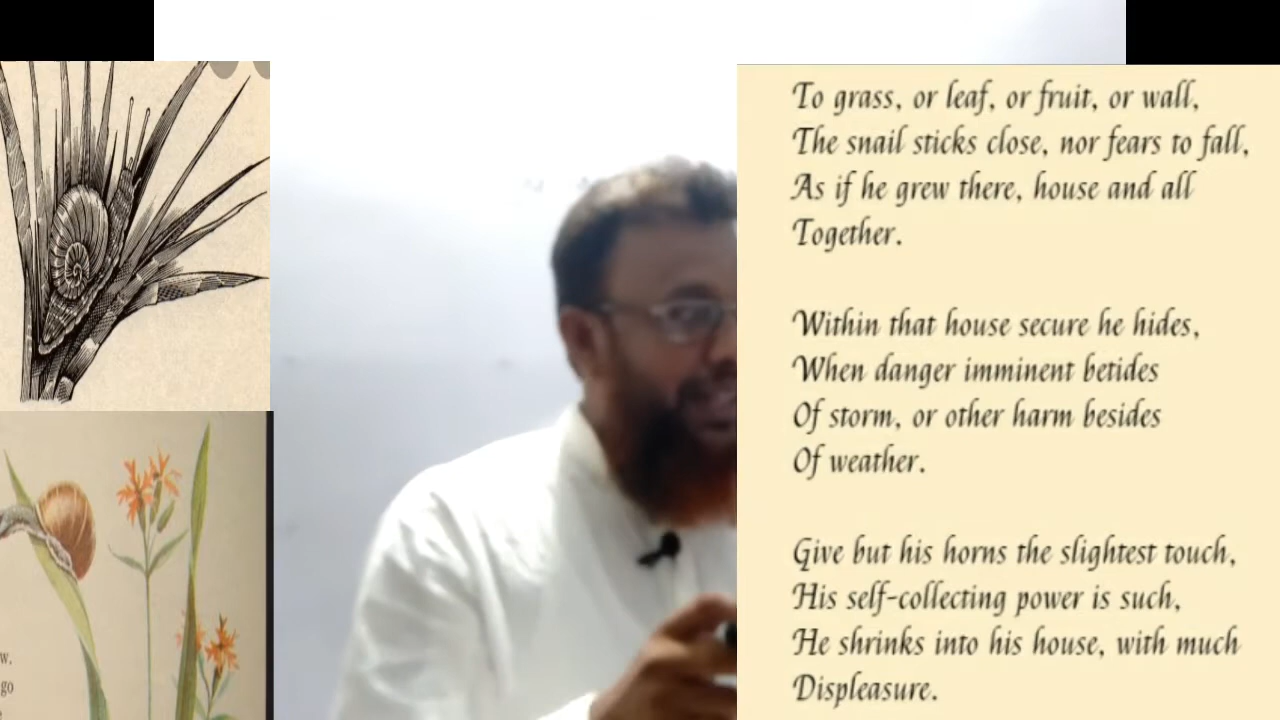 To grass, or leaf, or fruit, or wall,
The snail sticks close, nor fears to fall,
As if he grew there, house and all
Together.
Within that house secure he hides,
When danger imminent betides
Of storm, or other harm besides
Of weather.
Give but his horns the slightest touch,
His self-collecting power is such,
He shrinks into his house, with much
Displeasure.
w.
go